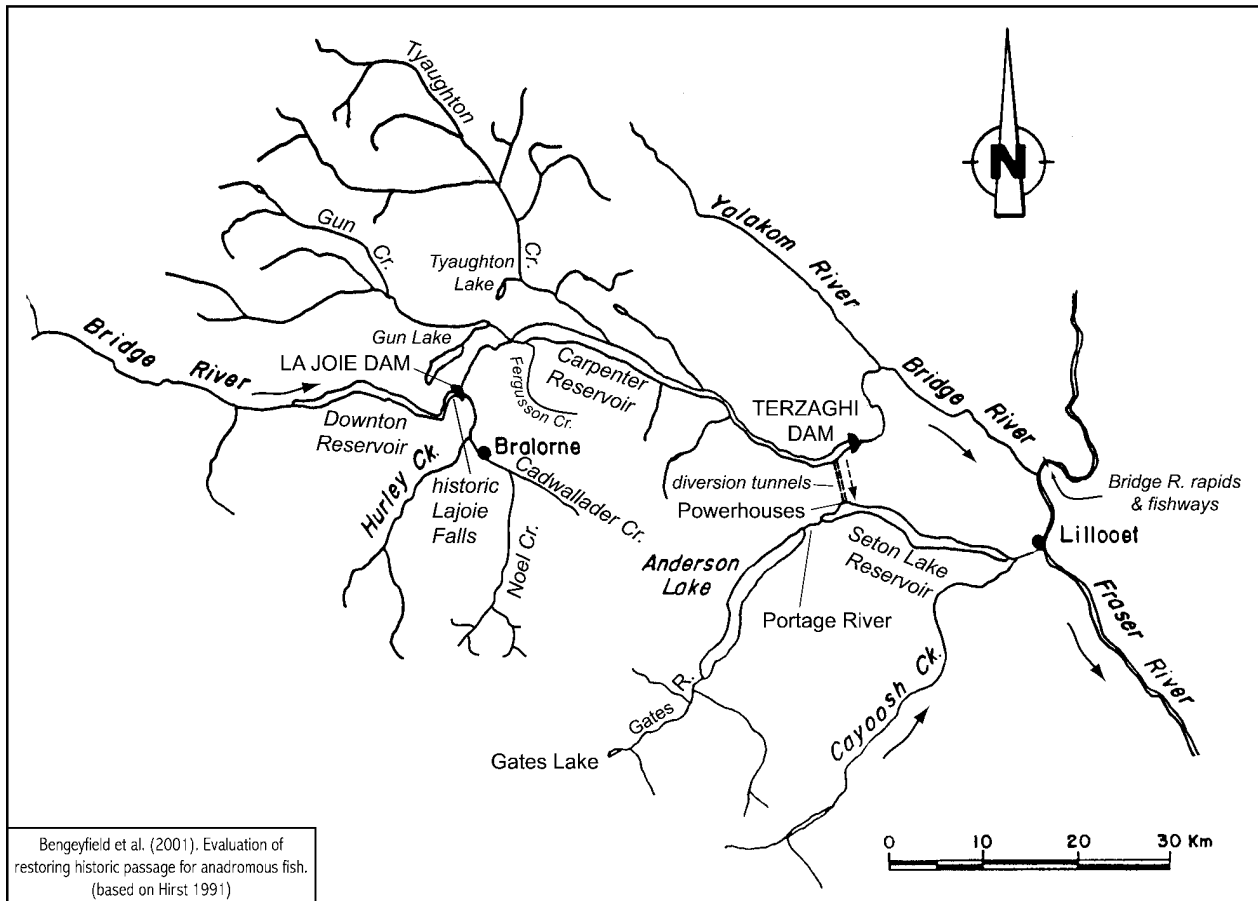 Tyaughton
Cr.
Gun
Cr.
Tyaughton
Lake
Yalakom River
N
Bridge River
Gun Lake
LA JOIE DAM
Fergusson Cr.
Carpenter
Reservoir
Bridge River
TERZAGHI
DAM
Downton
Reservoir
Bralorne
Hurley Ck.
historic
Lajoie
Falls
Cadwallader Cr.
Noel Cr.
diversion tunnels
Powerhouses
Bridge R. rapids
& fishways
Lillooet
Anderson
Lake
Seton Lake
Reservoir
Portage River
Fraser River
Gates R.
Gates Lake
Cayoosh Ck.
0 10 20 30 Km
Bengeyfield et al. (2001). Evaluation of
restoring historic passage for anadromous fish.
(based on Hirst 1991)